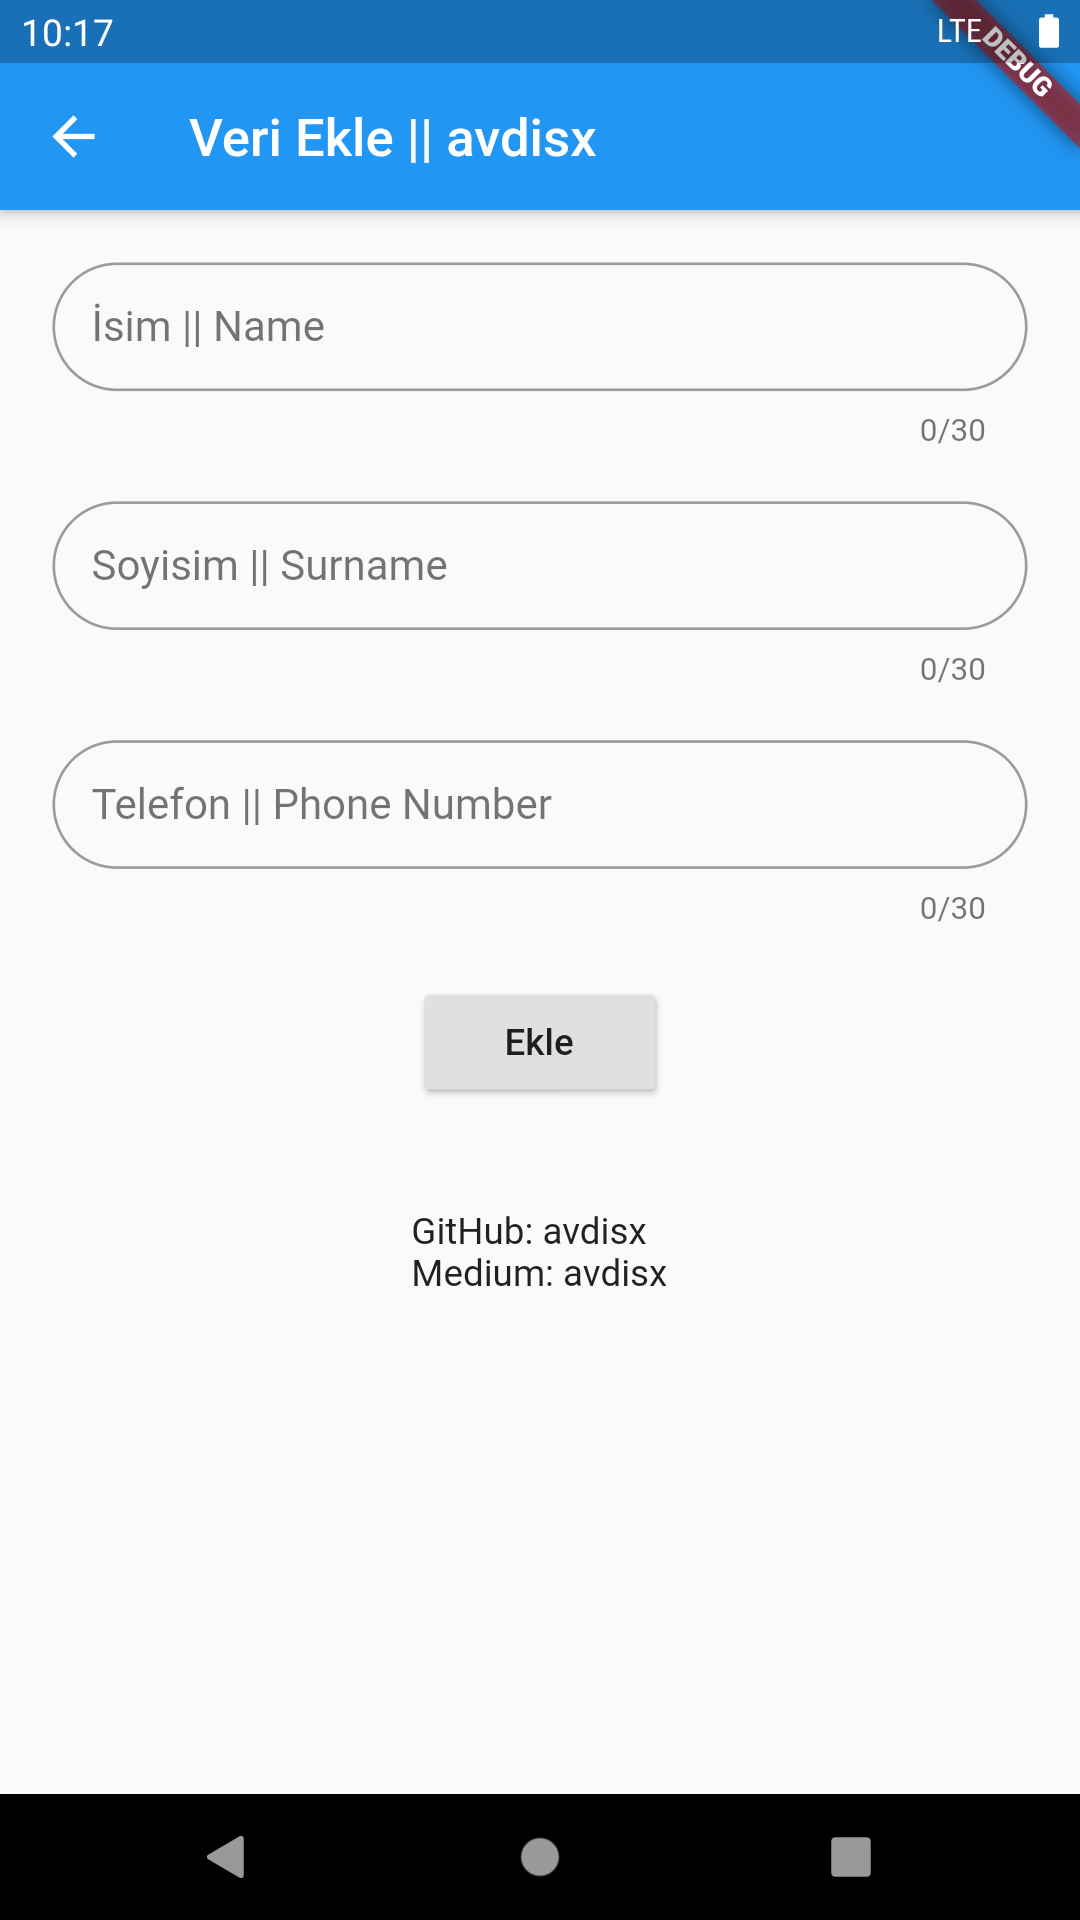 10:17
LTE
DEBUG
Veri Ekle || avdisx
İsim || Name
0/30
Soyisim || Surname
0/30
Telefon || Phone Number
0/30
Ekle
GitHub: avdisx
Medium: avdisx